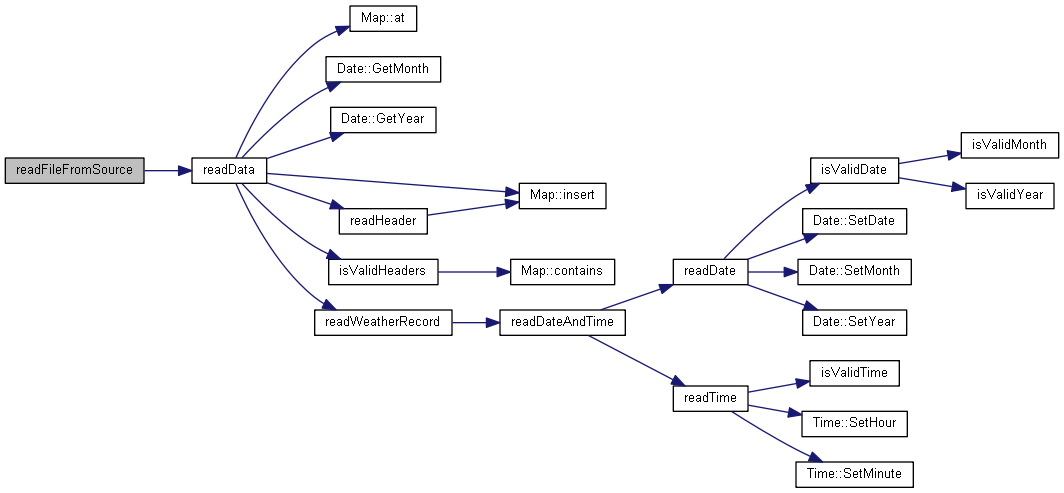 Map::at
Date::GetMonth
Date::GetYear
readFileFromSource
readData
Map::insert
readHeader
isValidHeaders
Map::contains
readWeatherRecord
readDateAndTime
readDate
isValidDate
isValidMonth
isValidYear
Date::SetDate
Date::SetMonth
Date::SetYear
readTime
isValidTime
Time::SetHour
Time::SetMinute